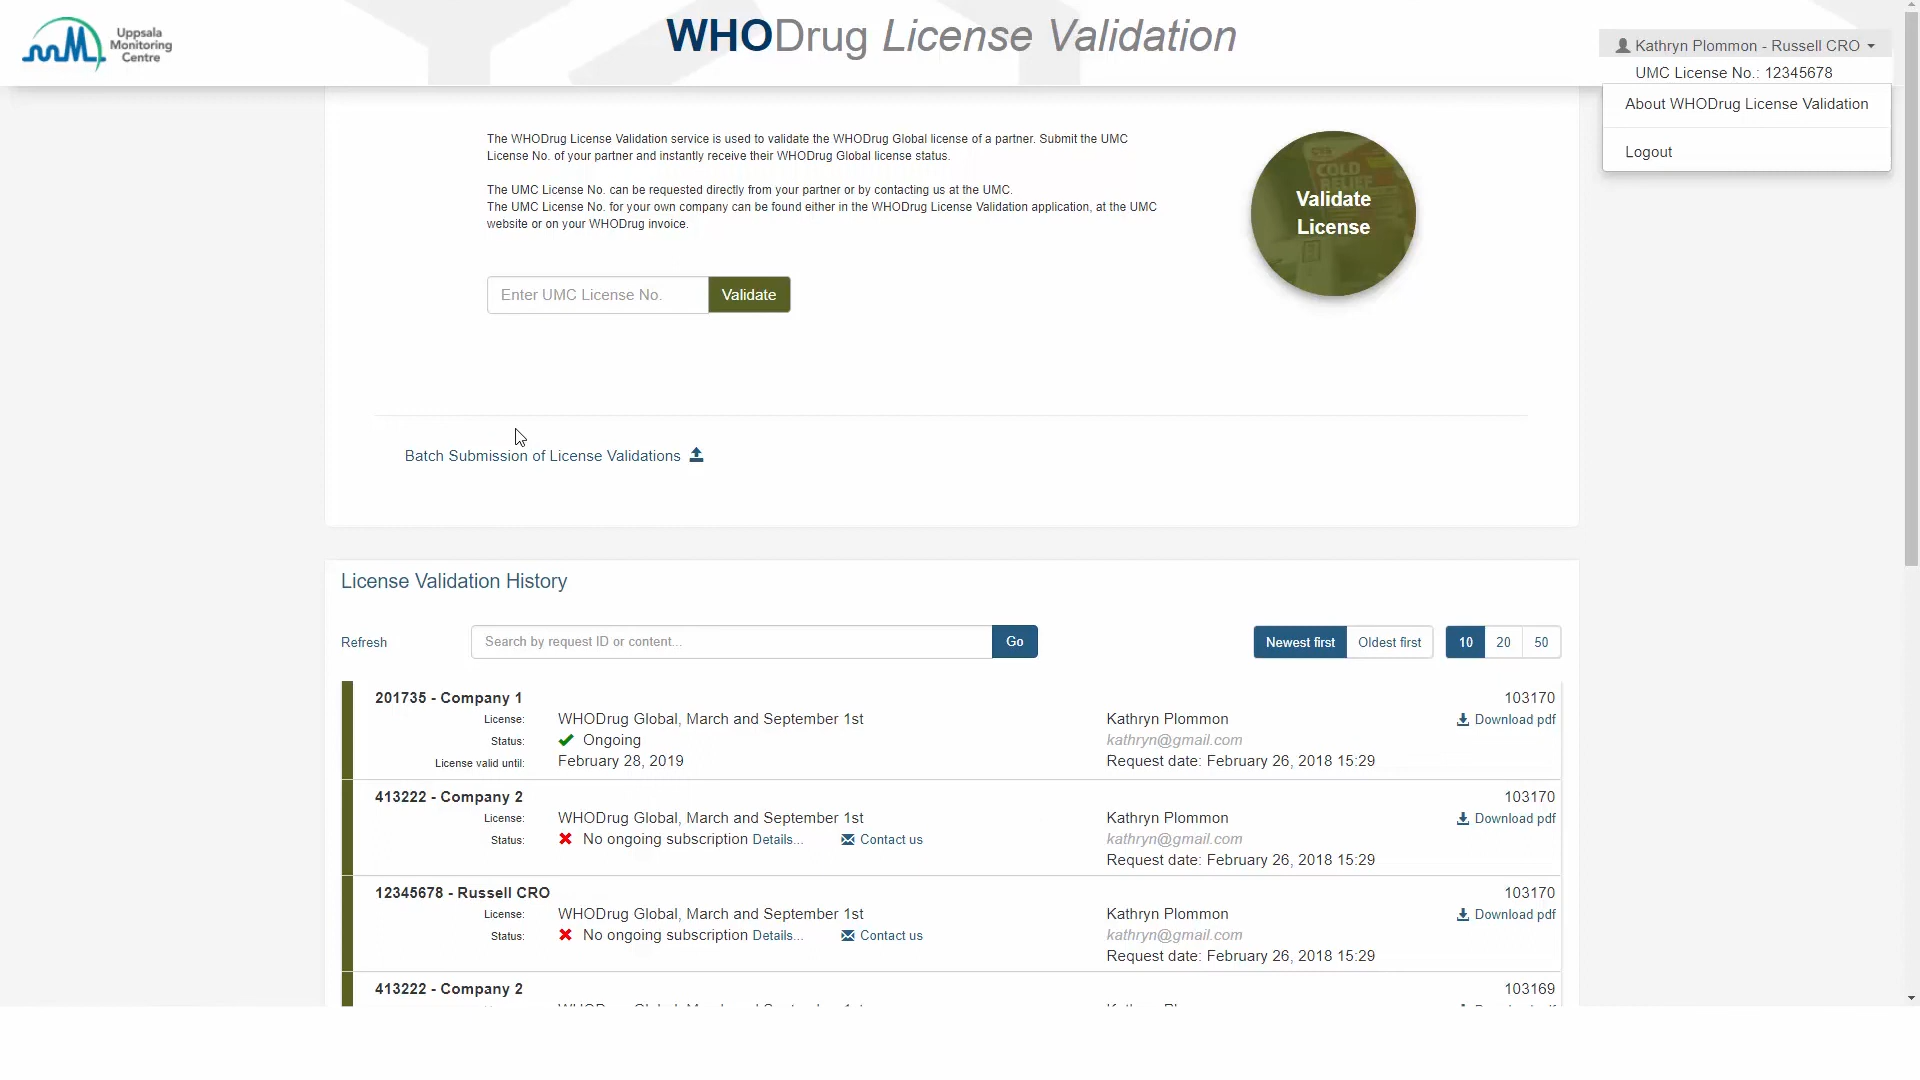 Uppsala
Monitoring
Centre
WHODrug License Validation
Kathryn Plommon - Russell CRO
UMC License No.: 12345678
About WHODrug License Validation
Logout
The WHODrug License Validation service is used to validate the WHODrug Global license of a partner. Submit the UMC
License No. of your partner and instantly receive their WHODrug Global license status.
The UMC License No. can be requested directly from your partner or by contacting us at the UMC.
The UMC License No. for your own company can be found either in the WHODrug License Validation application, at the UMC
website or on your WHODrug invoice.
COLD
RELIEF
Validate
License
Enter UMC License No.
Validate
Batch Submission of License Validations
License Validation History
Refresh
Search by request ID or content...
Go
Newest first
Oldest first
10
20
50
201735 - Company 1
103170
License: WHODrug Global, March and September 1st
Kathryn Plommon
Download pdf
Status: Ongoing
kathryn@gmail.com
License valid until: February 28, 2019
Request date: February 26, 2018 15:29
413222 - Company 2
103170
License: WHODrug Global, March and September 1st
Kathryn Plommon
Download pdf
Status: No ongoing subscription Details... Contact us
kathryn@gmail.com
Request date: February 26, 2018 15:29
12345678 - Russell CRO
103170
License: WHODrug Global, March and September 1st
Kathryn Plommon
Download pdf
Status: No ongoing subscription Details... Contact us
kathryn@gmail.com
Request date: February 26, 2018 15:29
413222 - Company 2
103169